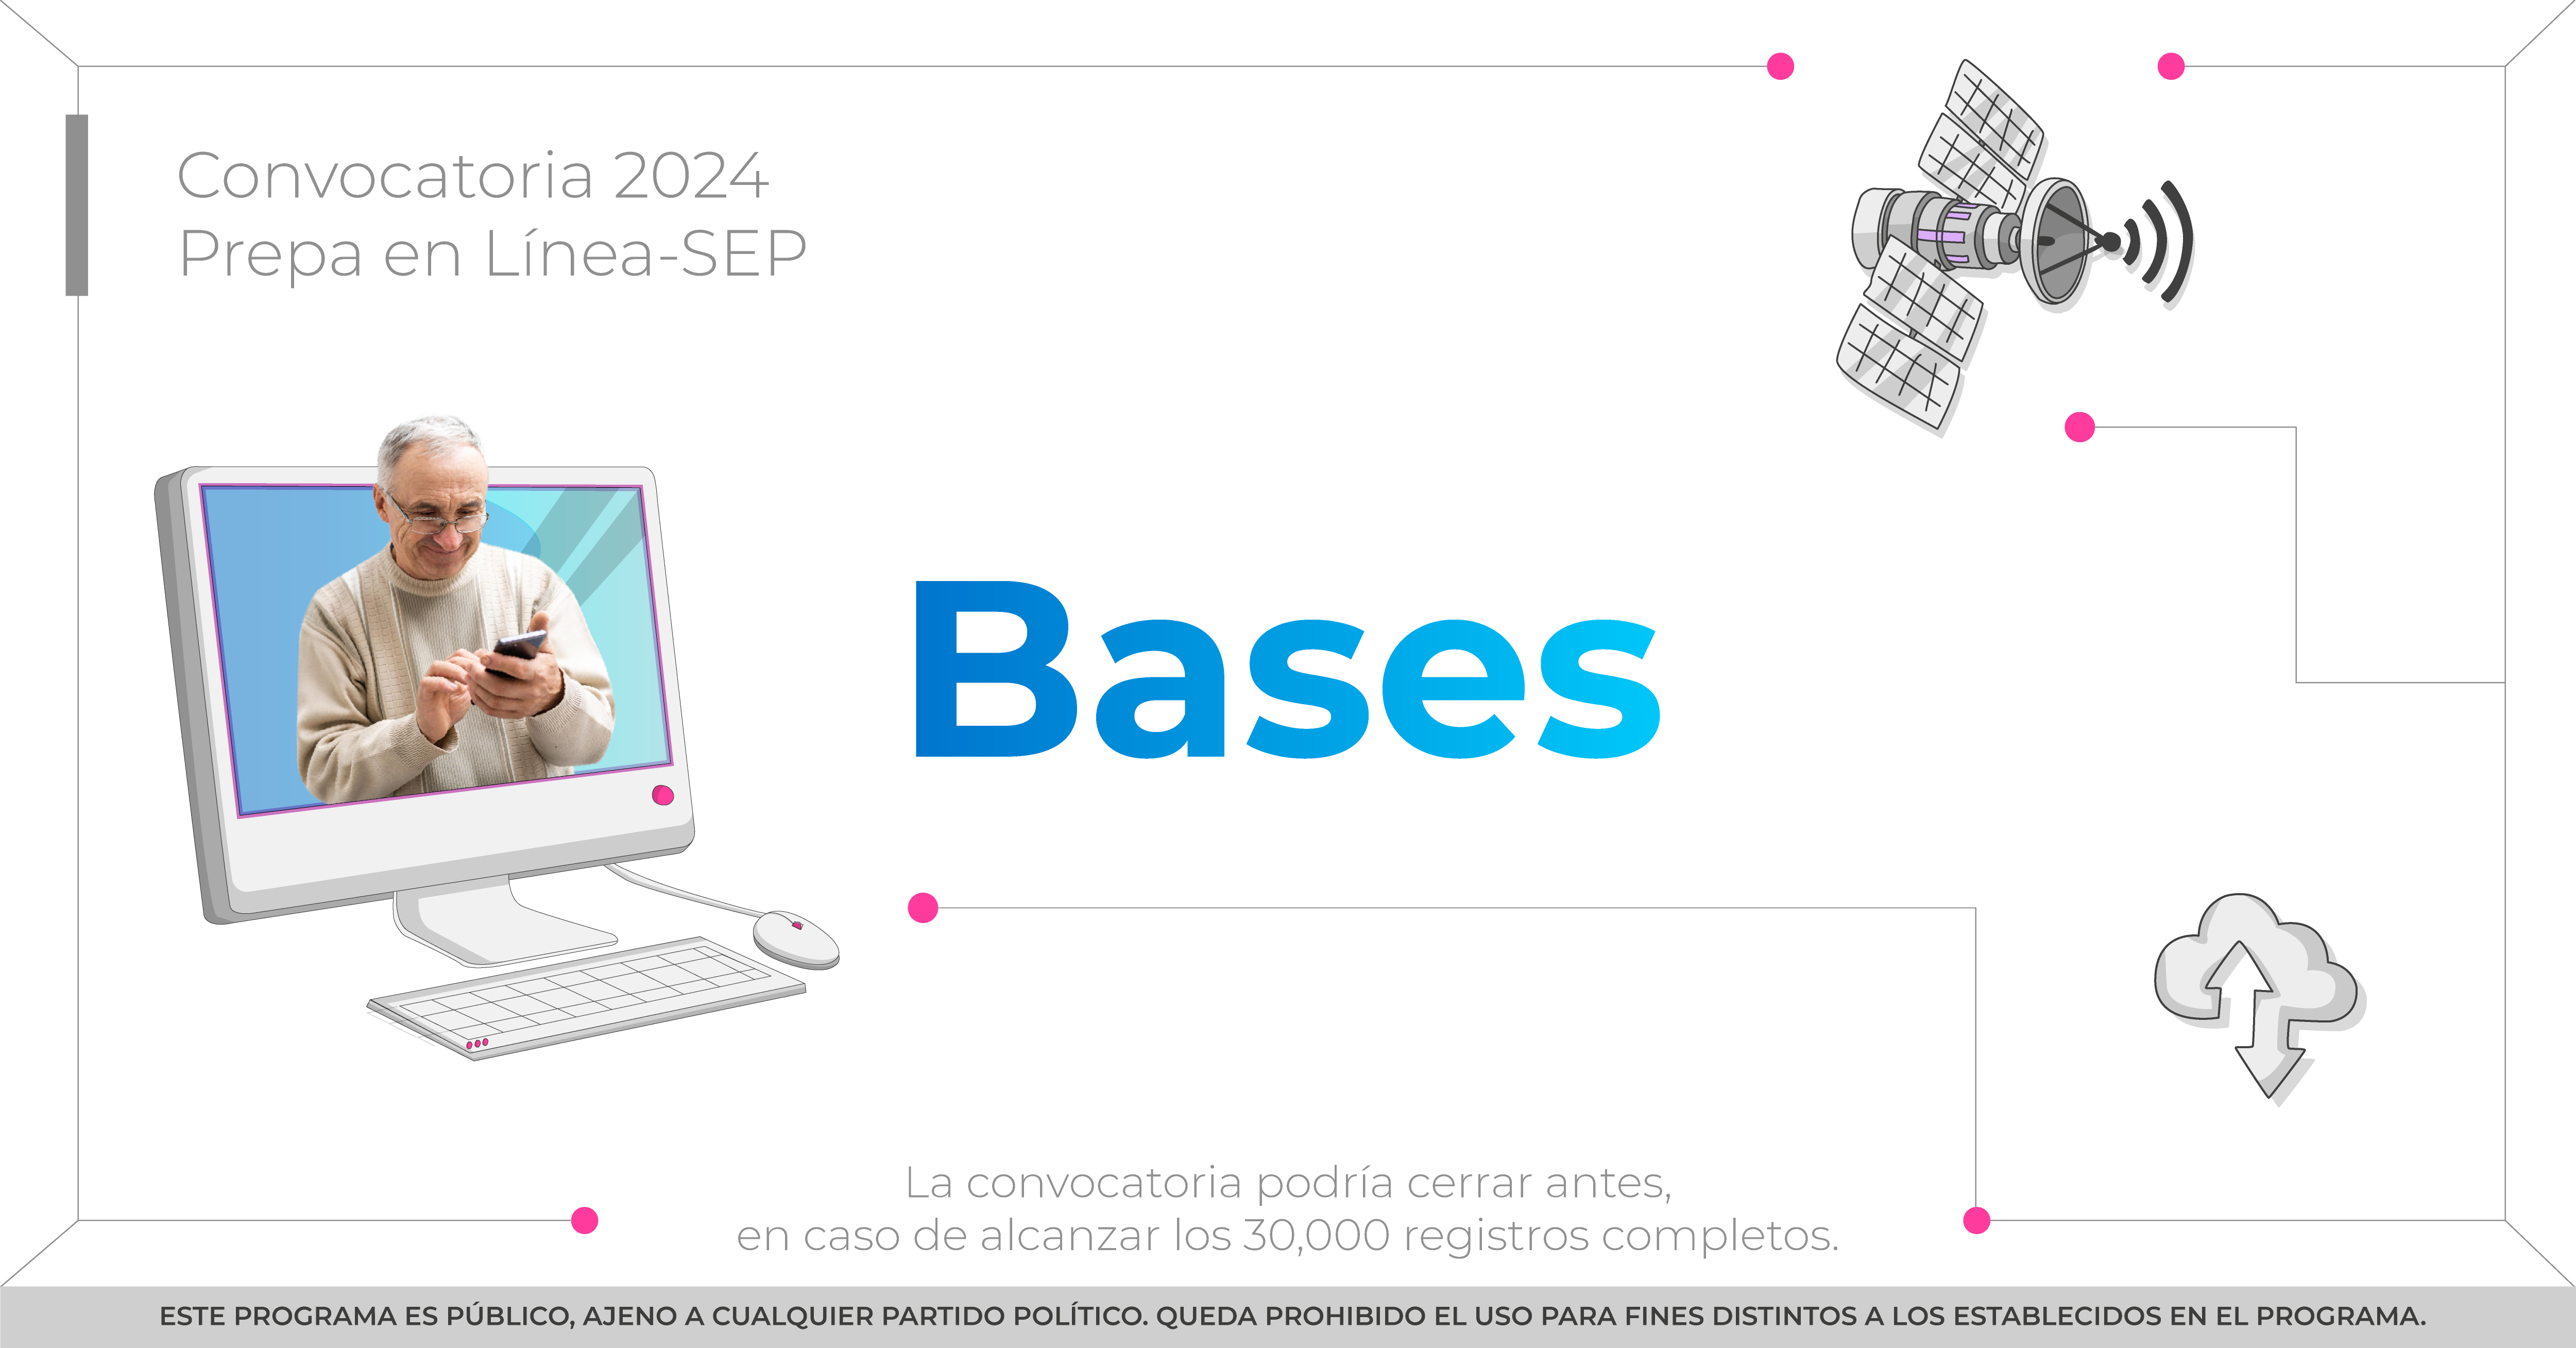 Convocatoria 2024
Prepa en Línea-SEP
Bases
La convocatoria podría cerrar antes,
en caso de alcanzar los 30,000 registros completos.
ESTE PROGRAMA ES PÚBLICO, AJENO A CUALQUIER PARTIDO POLÍTICO. QUEDA PROHIBIDO EL USO PARA FINES DISTINTOS A LOS ESTABLECIDOS EN EL PROGRAMA.